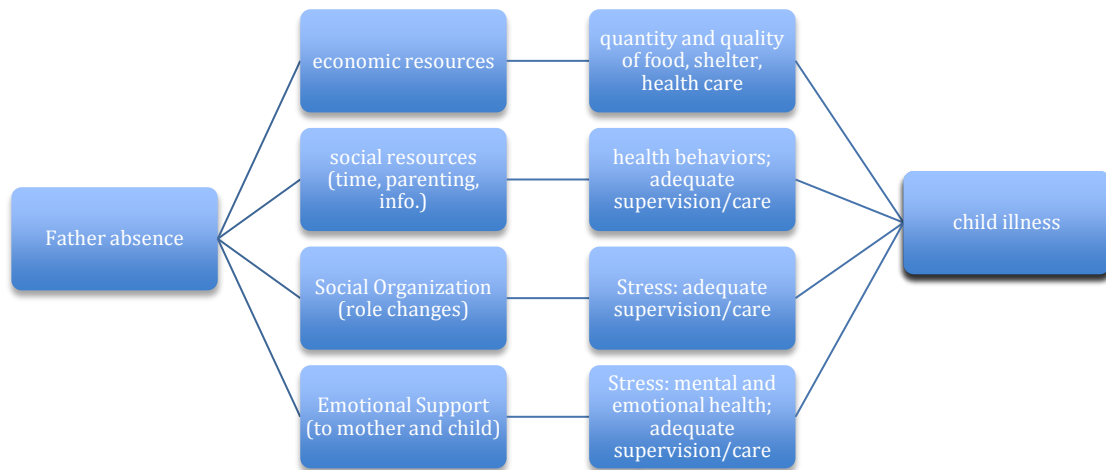 Father absence
economic resources
quantity and quality
of food, shelter,
health care
social resources
(time, parenting,
info.)
health behaviors;
adequate
supervision/care
Social Organization
(role changes)
Stress: adequate
supervision/care
Emotional Support
(to mother and child)
Stress: mental and
emotional health;
adequate
supervision/care
child illness